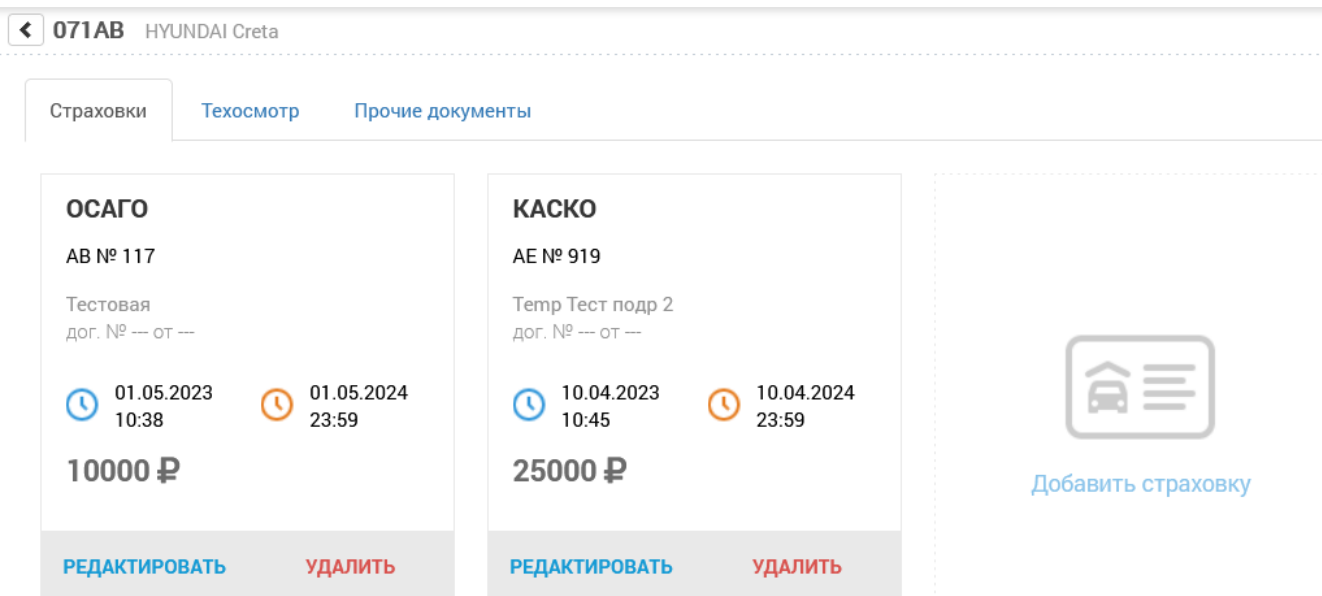 071AB HYUNDAI Creta
Страховки Техосмотр Прочие документы
ОСАГО
АВ № 117
Тестовая
дог. № --- от ---
01.05.2023
10:38
01.05.2024
23:59
10000 ₽
РЕДАКТИРОВАТЬ УДАЛИТЬ
КАСКО
АЕ № 919
Temp Тест подр 2
дог. № --- от ---
10.04.2023
10:45
10.04.2024
23:59
25000 ₽
РЕДАКТИРОВАТЬ УДАЛИТЬ
Добавить страховку